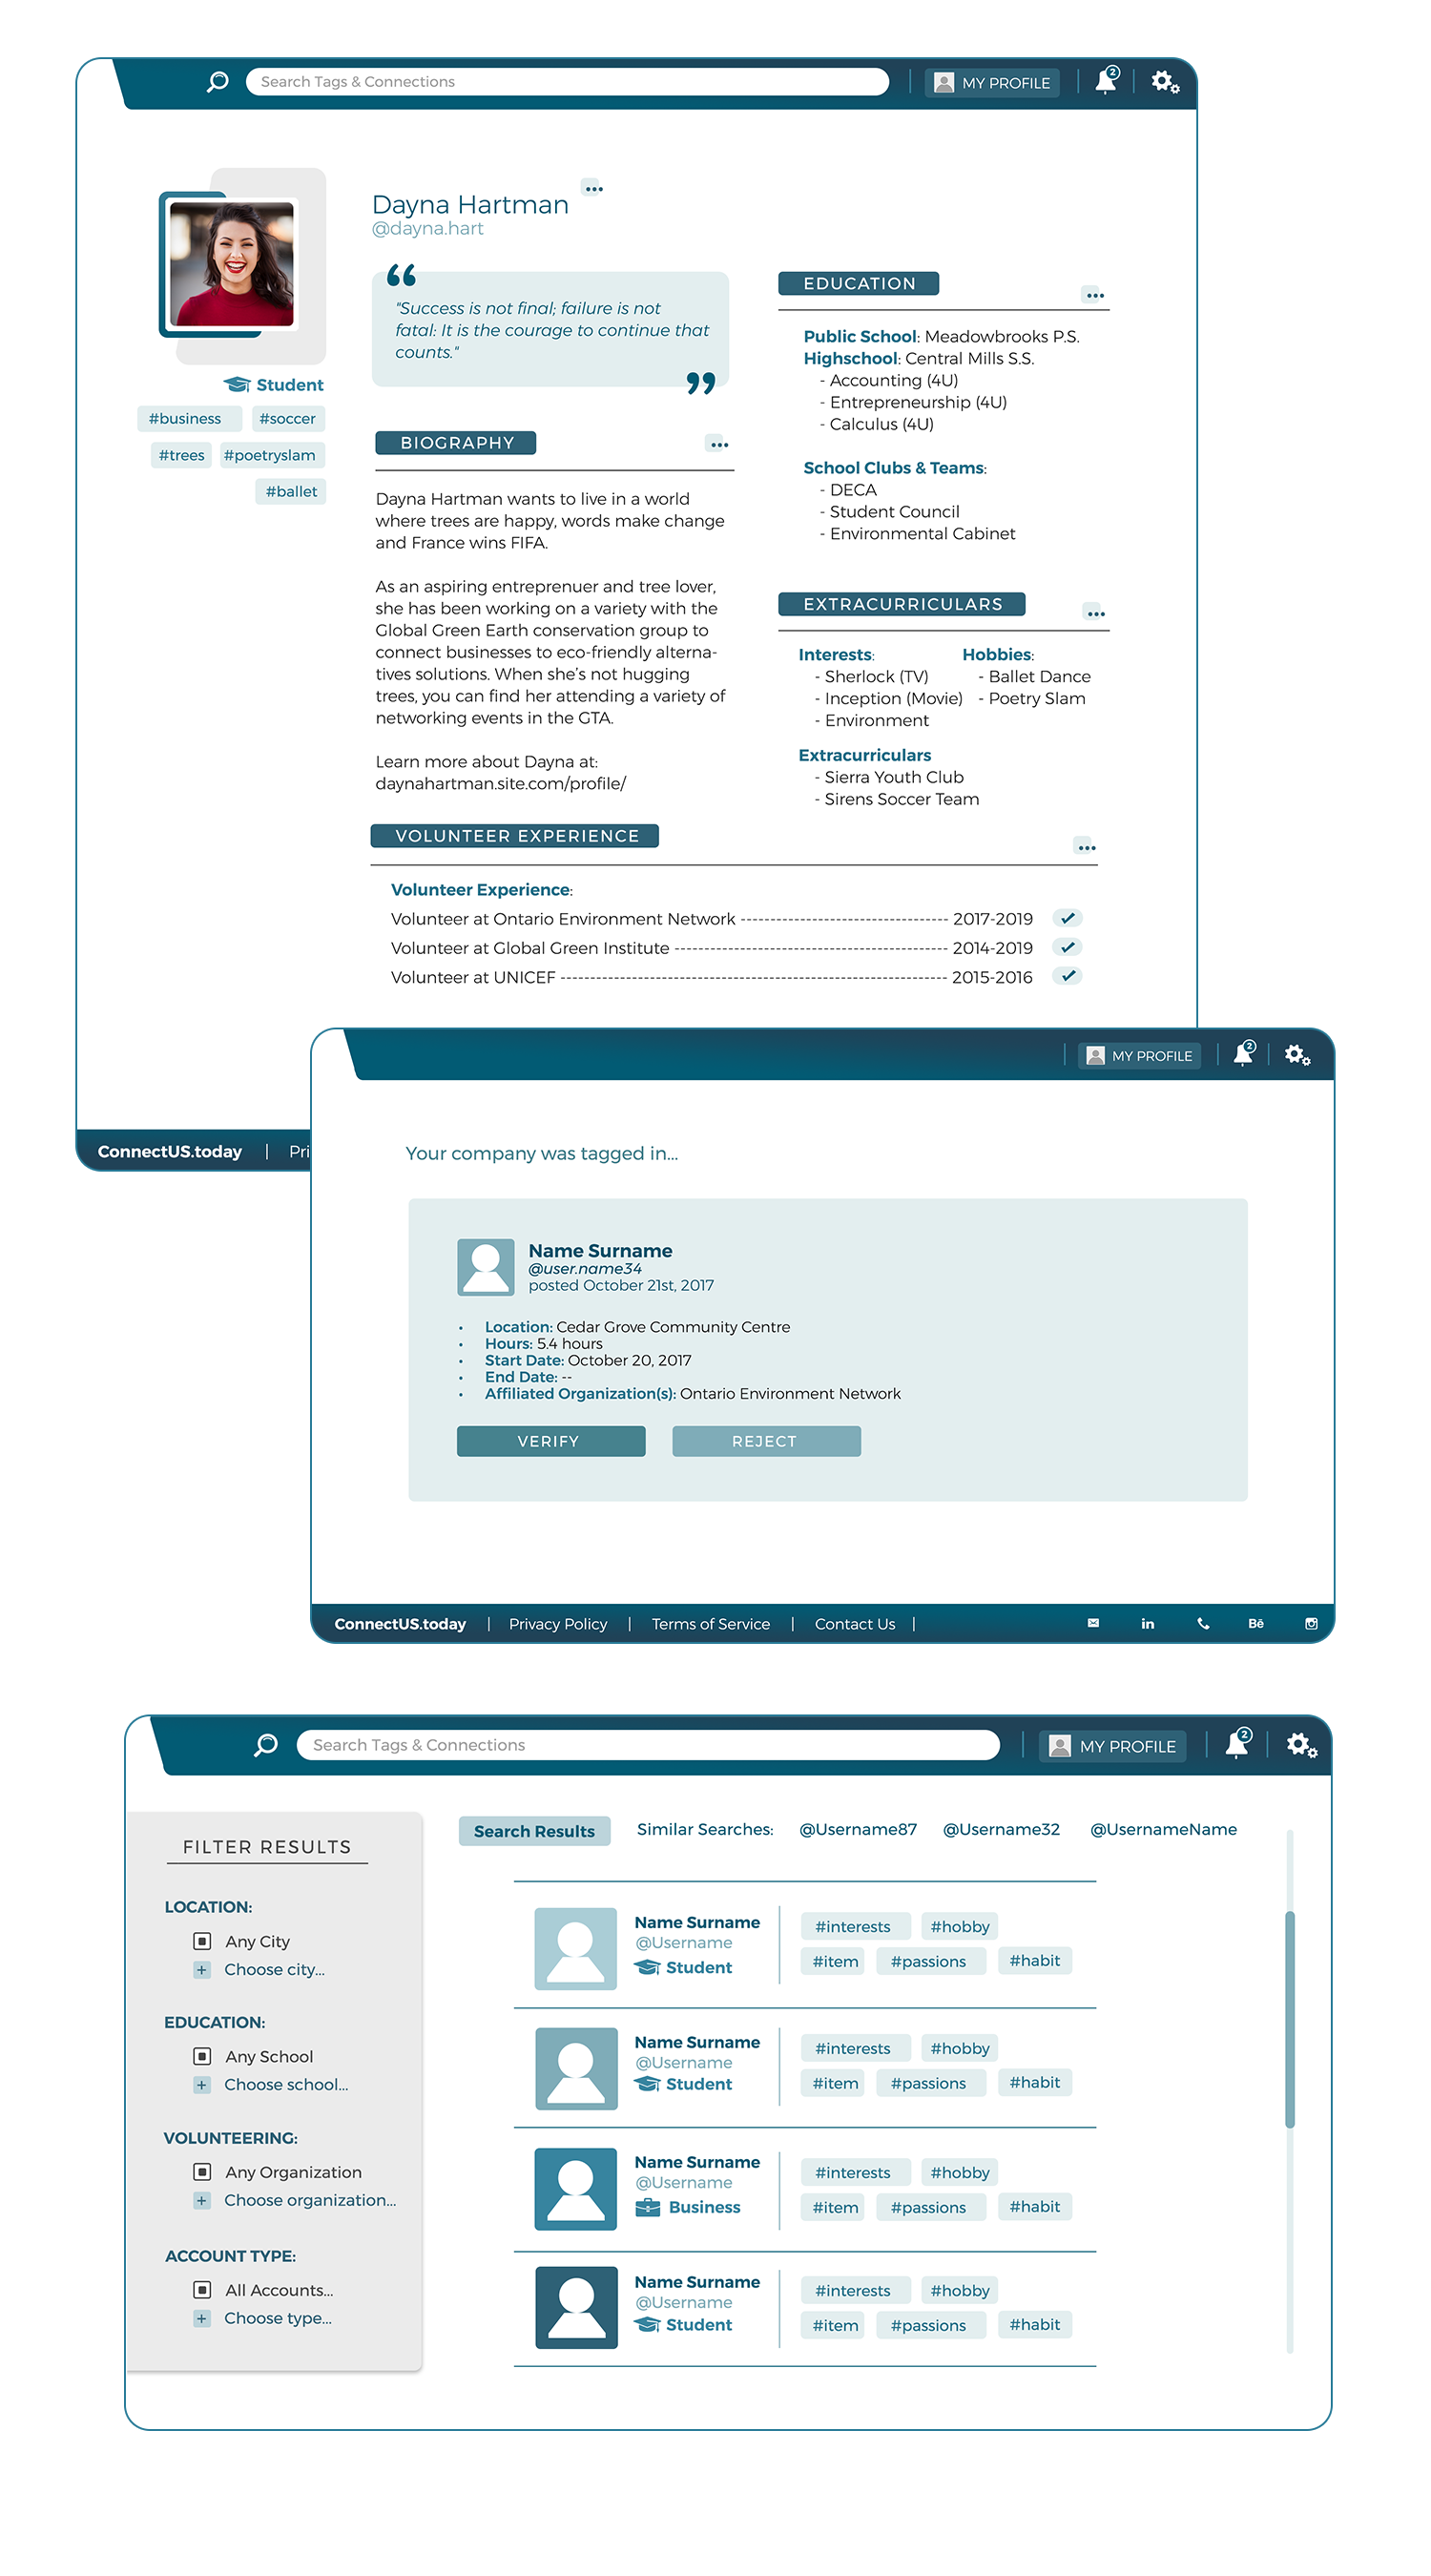 Search Tags & Connections
MY PROFILE
2
Dayna Hartman
@dayna.hart
Student
#business #soccer
#trees #poetryslam
#ballet
“
"Success is not final; failure is not
fatal: It is the courage to continue that
counts."
”
BIOGRAPHY
Dayna Hartman wants to live in a world
where trees are happy, words make change
and France wins FIFA.
As an aspiring entreprenuer and tree lover,
she has been working on a variety with the
Global Green Earth conservation group to
connect businesses to eco-friendly alterna-
tives solutions. When she’s not hugging
trees, you can find her attending a variety of
networking events in the GTA.
Learn more about Dayna at:
daynahartman.site.com/profile/
EDUCATION
Public School: Meadowbrooks P.S.
Highschool: Central Mills S.S.
- Accounting (4U)
- Entrepreneurship (4U)
- Calculus (4U)
School Clubs & Teams:
- DECA
- Student Council
- Environmental Cabinet
EXTRACURRICULARS
Interests:
- Sherlock (TV)
- Inception (Movie)
- Environment
Hobbies:
- Ballet Dance
- Poetry Slam
Extracurriculars
- Sierra Youth Club
- Sirens Soccer Team
VOLUNTEER EXPERIENCE
Volunteer Experience:
Volunteer at Ontario Environment Network ----------------------------------- 2017-2019
Volunteer at Global Green Institute ---------------------------------------------- 2014-2019
Volunteer at UNICEF ----------------------------------------------------------------- 2015-2016
ConnectUS.today | Pri
MY PROFILE
2
Your company was tagged in...
Name Surname
@user.name34
posted October 21st, 2017
• Location: Cedar Grove Community Centre
• Hours: 5.4 hours
• Start Date: October 20, 2017
• End Date: --
• Affiliated Organization(s): Ontario Environment Network
VERIFY REJECT
ConnectUS.today | Privacy Policy | Terms of Service | Contact Us |
in Bē
Search Tags & Connections
MY PROFILE
2
FILTER RESULTS
LOCATION:
Any City
+ Choose city...
EDUCATION:
Any School
+ Choose school...
VOLUNTEERING:
Any Organization
+ Choose organization...
ACCOUNT TYPE:
All Accounts...
+ Choose type...
Search Results Similar Searches: @Username87 @Username32 @UsernameName
Name Surname
@Username
Student
#interests #hobby
#item #passions #habit
Name Surname
@Username
Student
#interests #hobby
#item #passions #habit
Name Surname
@Username
Business
#interests #hobby
#item #passions #habit
Name Surname
@Username
Student
#interests #hobby
#item #passions #habit